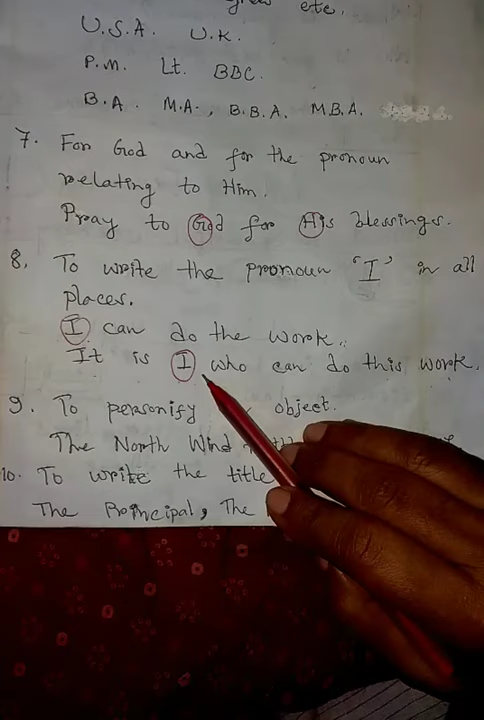 etc.
U.S.A. U.K.
P.M. Lt. BBC.
B.A. M.A., B.B.A. M.B.A.
7. For God and for the pronoun
relating to Him.
Pray to God for His blessings.
8. To write the pronoun 'I' in all
places.
I can do the work.
It is I who can do this work.
9. To personify object.
The North Wind
10. To write the title
The Principal, The